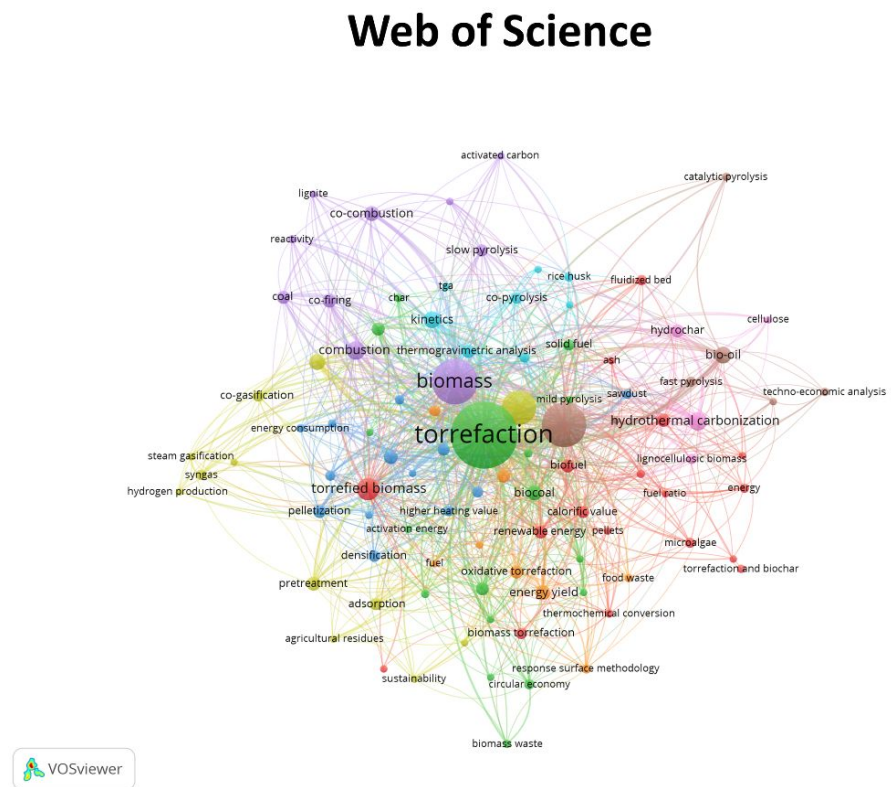 Web of Science
activated carbon
catalytic pyrolysis
lignite
co-combustion
reactivity
slow pyrolysis
rice husk
fluidized bed
tga
coal
co-firing
char
co-pyrolysis
kinetics
cellulose
hydrochar
solid fuel
combustion
thermogravimetric analysis
ash
bio-oil
biomass
fast pyrolysis
techno-economic analysis
co-gasification
mild pyrolysis
sawdust
energy consumption
torrefaction
hydrothermal carbonization
steam gasification
lignocellulosic biomass
biofuel
syngas
hydrogen production
torrefied biomass
biocoal
fuel ratio
energy
pelletization
higher heating value
calorific value
activation energy
renewable energy
pellets
microalgae
densification
fuel
torrefaction and biochar
oxidative torrefaction
food waste
pretreatment
energy yield
adsorption
thermochemical conversion
agricultural residues
biomass torrefaction
response surface methodology
sustainability
circular economy
biomass waste
VOSviewer